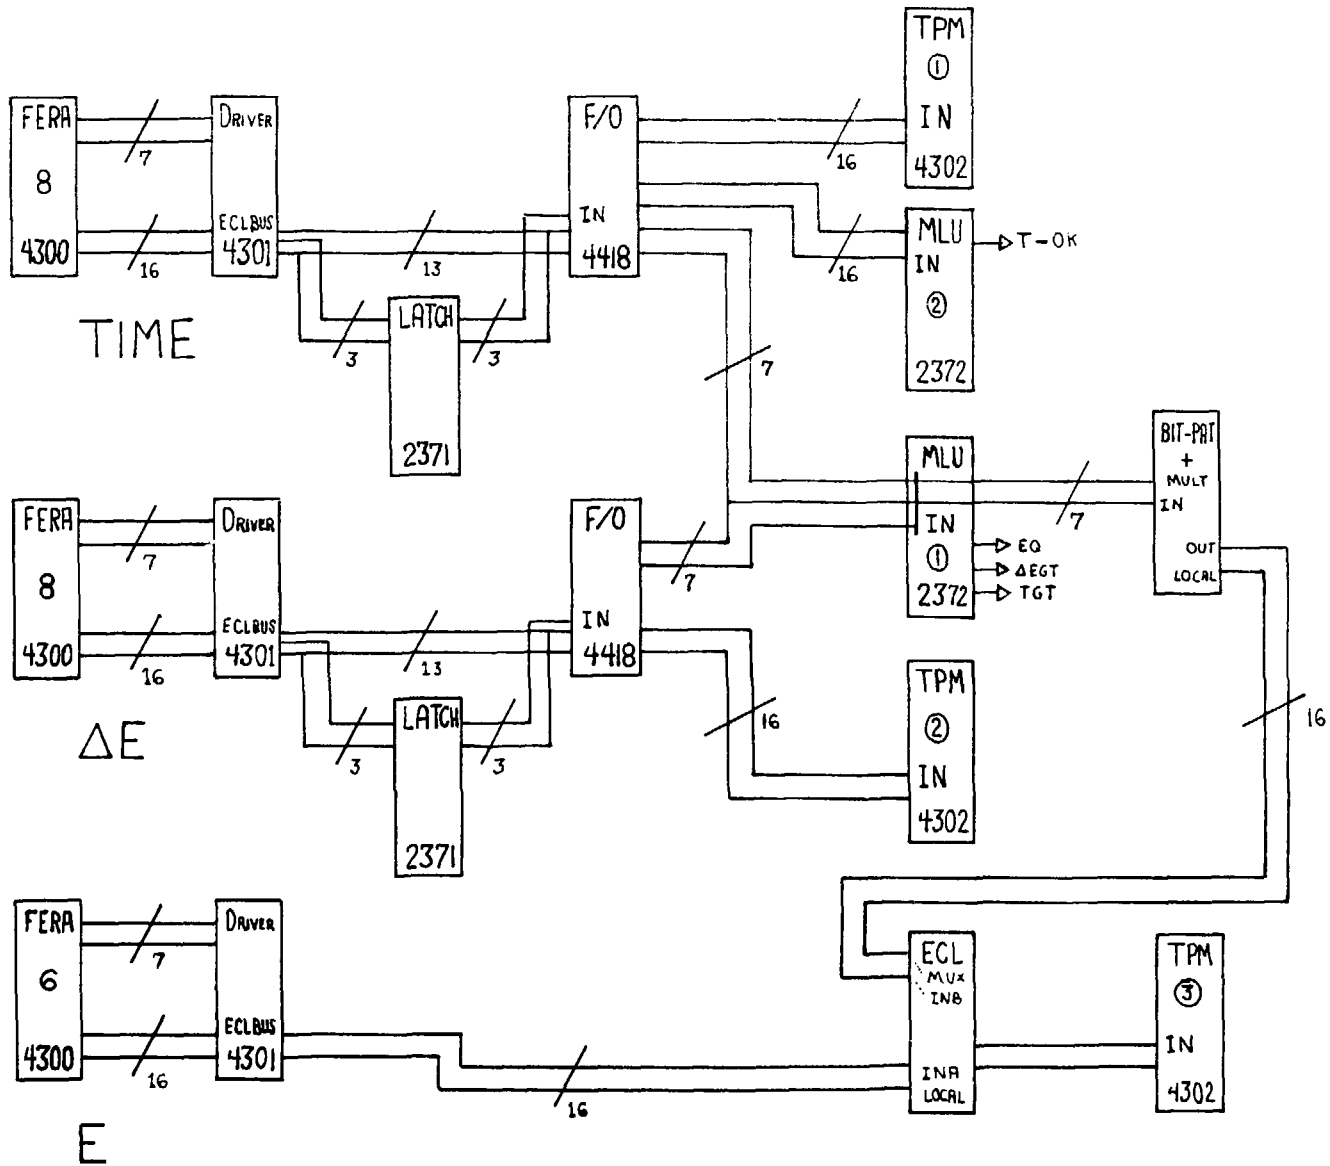 FERA
8
4300
7
16
DRIVER
ECLBUS
4301
13
LATCH
2371
3
3
F/O
IN
4418
16
TPM
①
IN
4302
16
MLU
IN
②
2372
T-OK
TIME
7
FERA
8
4300
7
16
DRIVER
ECLBUS
4301
13
LATCH
2371
3
3
F/O
IN
4418
7
MLU
IN
①
2372
EQ
ΔEGT
TGT
7
BIT-PAT
+
MULT
IN
OUT
LOCAL
16
16
TPM
②
IN
4302
ΔE
FERA
6
4300
7
16
DRIVER
ECLBUS
4301
16
ECL
MUX
INB
INA
LOCAL
TPM
③
IN
4302
E